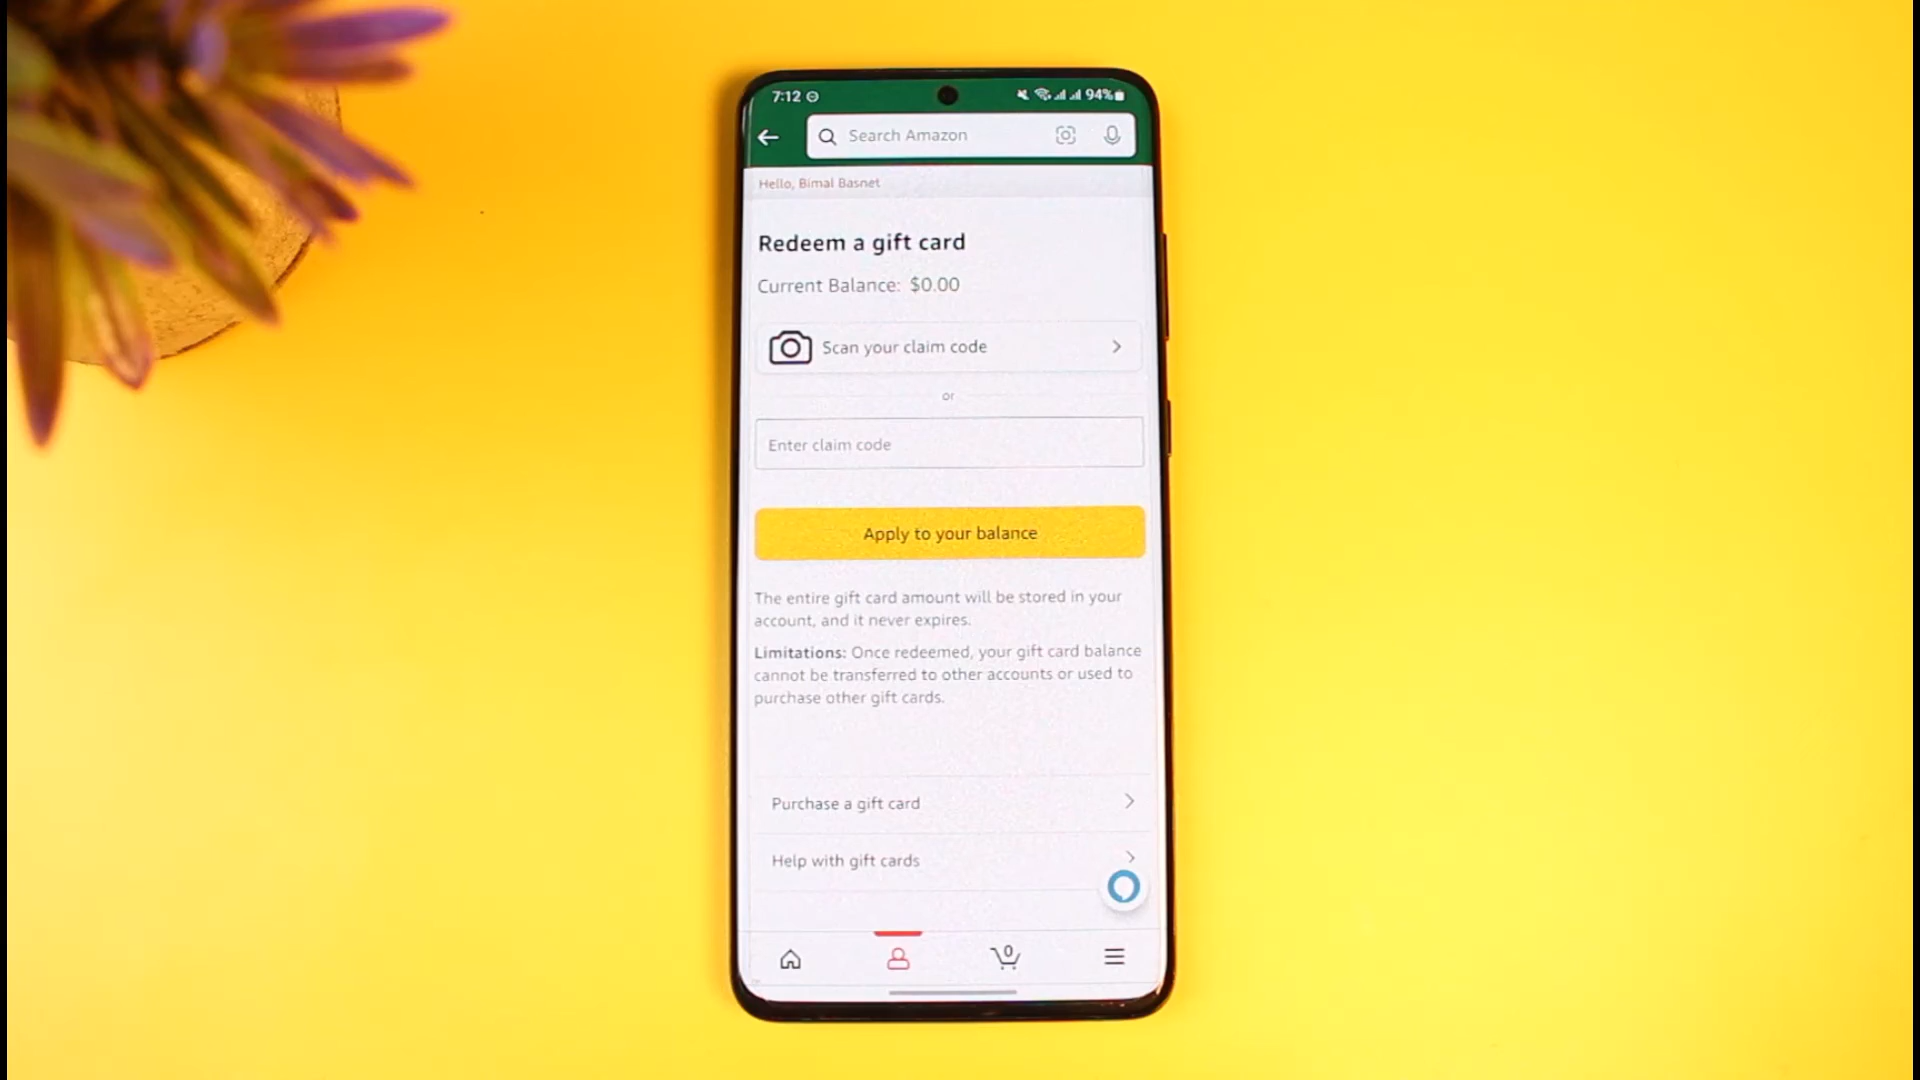 7:12
94%
Search Amazon
Hello, Bimal Basnet
Redeem a gift card
Current Balance: $0.00
Scan your claim code
or
Enter claim code
Apply to your balance
The entire gift card amount will be stored in your
account, and it never expires.
Limitations: Once redeemed, your gift card balance
cannot be transferred to other accounts or used to
purchase other gift cards.
Purchase a gift card
Help with gift cards
0